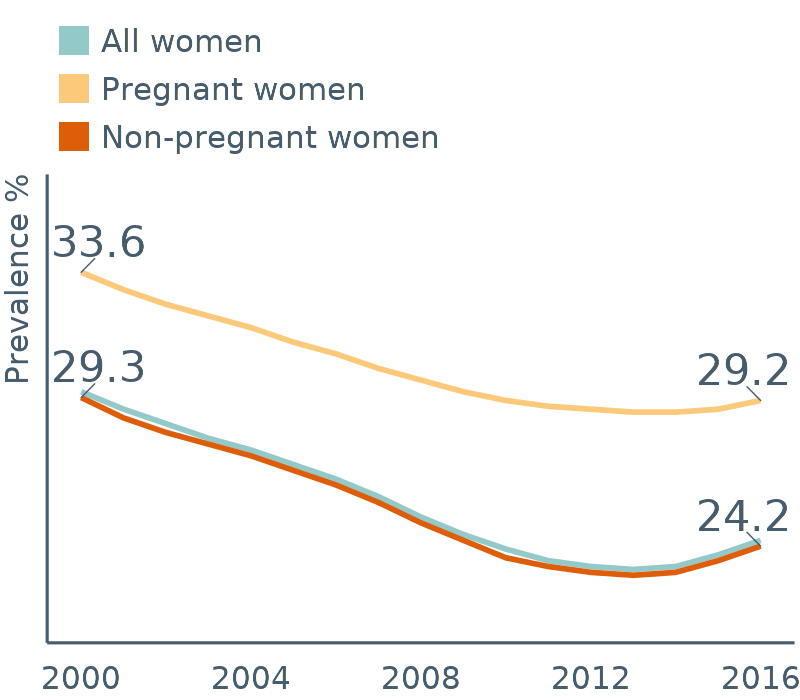 All women
Pregnant women
Non-pregnant women
Prevalence %
33.6
29.3
29.2
24.2
2000 2004 2008 2012 2016